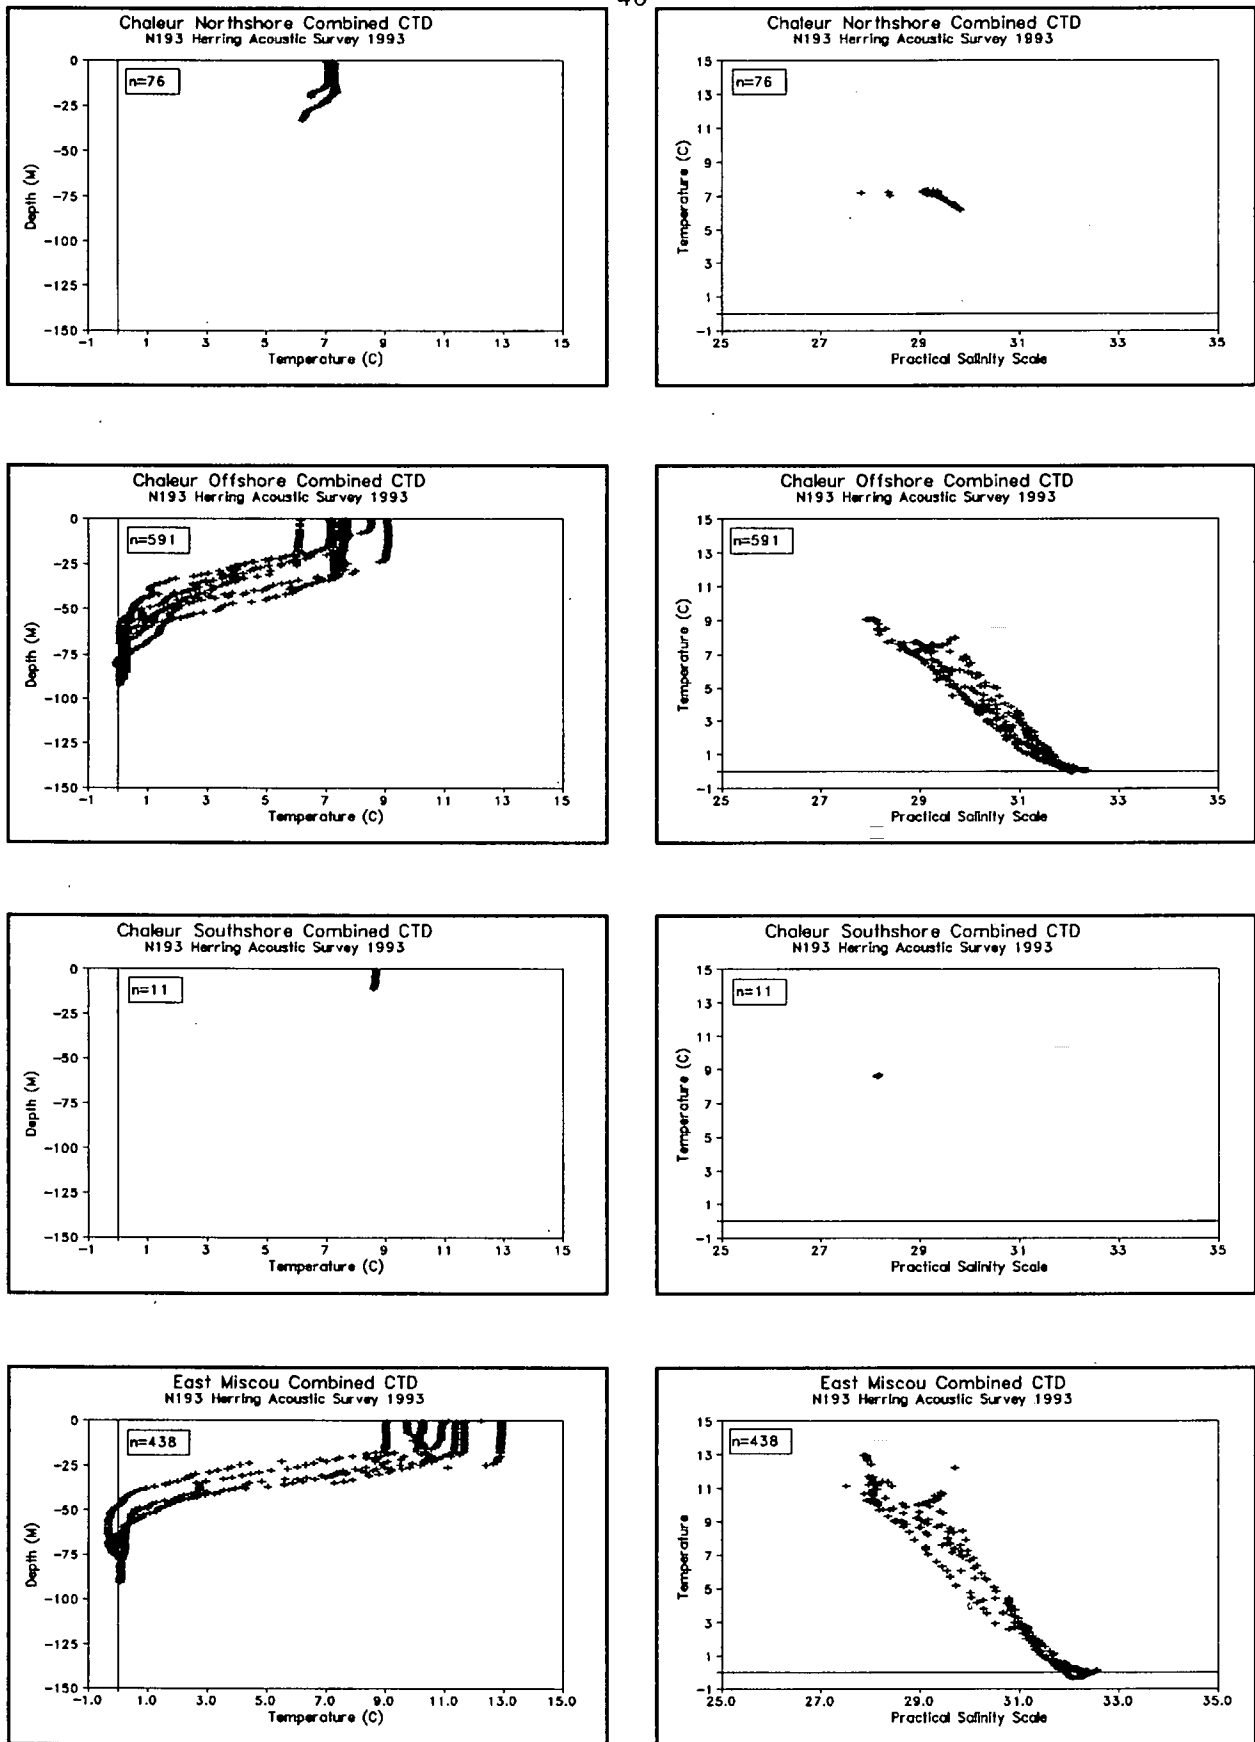 Chaleur Northshore Combined CTD
N193 Herring Acoustic Survey 1993
n=76
0
-25
-50
-75
-100
-125
-150
Depth (M)
-1 1 3 5 7 9 11 13 15
Temperature (C)
Chaleur Northshore Combined CTD
N193 Herring Acoustic Survey 1993
n=76
15
13
11
9
7
5
3
1
-1
Temperature (C)
25 27 29 31 33 35
Practical Salinity Scale
Chaleur Offshore Combined CTD
N193 Herring Acoustic Survey 1993
n=591
0
-25
-50
-75
-100
-125
-150
Depth (M)
-1 1 3 5 7 9 11 13 15
Temperature (C)
Chaleur Offshore Combined CTD
N193 Herring Acoustic Survey 1993
n=591
15
13
11
9
7
5
3
1
-1
Temperature (C)
25 27 29 31 33 35
Practical Salinity Scale
Chaleur Southshore Combined CTD
N193 Herring Acoustic Survey 1993
n=11
0
-25
-50
-75
-100
-125
-150
Depth (M)
-1 1 3 5 7 9 11 13 15
Temperature (C)
Chaleur Southshore Combined CTD
N193 Herring Acoustic Survey 1993
n=11
15
13
11
9
7
5
3
1
-1
Temperature (C)
25 27 29 31 33 35
Practical Salinity Scale
East Miscou Combined CTD
N193 Herring Acoustic Survey 1993
n=438
0
-25
-50
-75
-100
-125
-150
Depth (M)
-1.0 1.0 3.0 5.0 7.0 9.0 11.0 13.0 15.0
Temperature (C)
East Miscou Combined CTD
N193 Herring Acoustic Survey 1993
n=438
15
13
11
9
7
5
3
1
-1
Temperature
25.0 27.0 29.0 31.0 33.0 35.0
Practical Salinity Scale